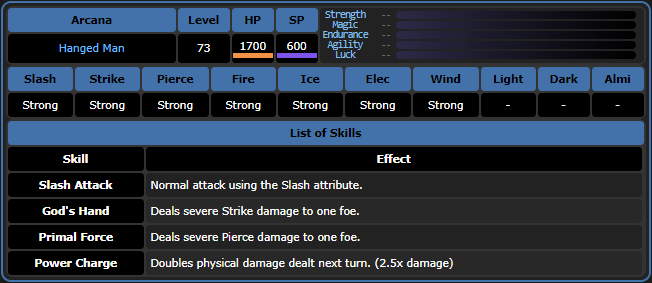 Arcana Level HP SP
Hanged Man 73 1700 600
Strength --
Magic --
Endurance --
Agility --
Luck --
Slash Strike Pierce Fire Ice Elec Wind Light Dark Almi
Strong Strong Strong Strong Strong Strong Strong - - -
List of Skills
Skill Effect
Slash Attack Normal attack using the Slash attribute.
God's Hand Deals severe Strike damage to one foe.
Primal Force Deals severe Pierce damage to one foe.
Power Charge Doubles physical damage dealt next turn. (2.5x damage)